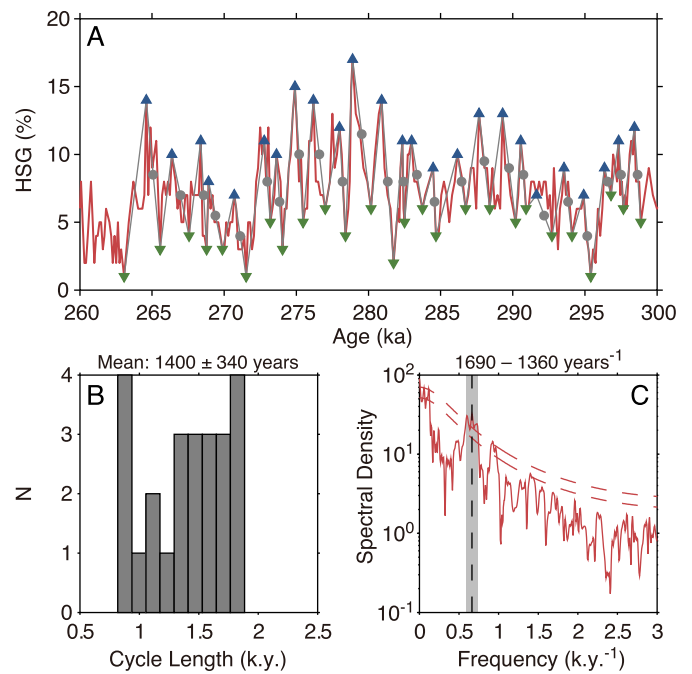 A
20
15
10
5
0
HSG (%)
260 265 270 275 280 285 290 295 300
Age (ka)
Mean: 1400 ± 340 years
B
4
3
2
1
0
N
0.5 1 1.5 2 2.5
Cycle Length (k.y.)
1690 – 1360 years⁻¹
C
10²
10¹
10⁰
10⁻¹
Spectral Density
0 0.5 1 1.5 2 2.5 3
Frequency (k.y.⁻¹)